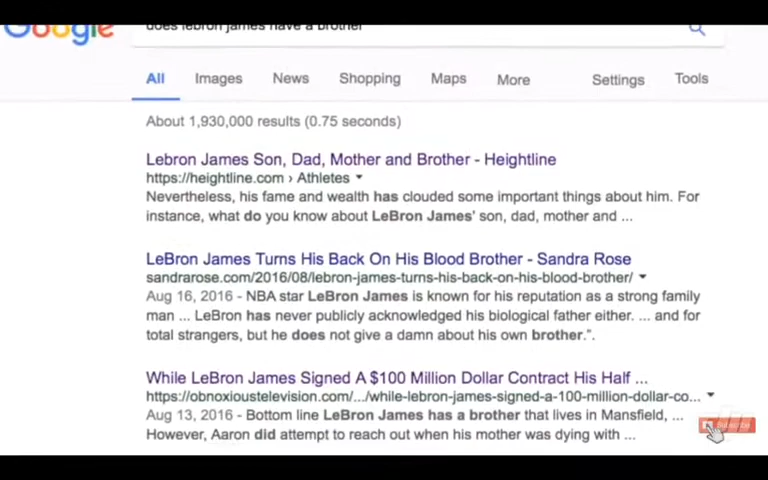 Google
does lebron james have a brother
All Images News Shopping Maps More Settings Tools
About 1,930,000 results (0.75 seconds)
Lebron James Son, Dad, Mother and Brother - Heightline
https://heightline.com › Athletes
Nevertheless, his fame and wealth has clouded some important things about him. For
instance, what do you know about LeBron James' son, dad, mother and ...
LeBron James Turns His Back On His Blood Brother - Sandra Rose
sandrarose.com/2016/08/lebron-james-turns-his-back-on-his-blood-brother/
Aug 16, 2016 - NBA star LeBron James is known for his reputation as a strong family
man ... LeBron has never publicly acknowledged his biological father either. ... and for
total strangers, but he does not give a damn about his own brother.".
While LeBron James Signed A $100 Million Dollar Contract His Half ...
https://obnoxioustelevision.com/.../while-lebron-james-signed-a-100-million-dollar-co...
Aug 13, 2016 - Bottom line LeBron James has a brother that lives in Mansfield, ...
However, Aaron did attempt to reach out when his mother was dying with ...
Subscribe